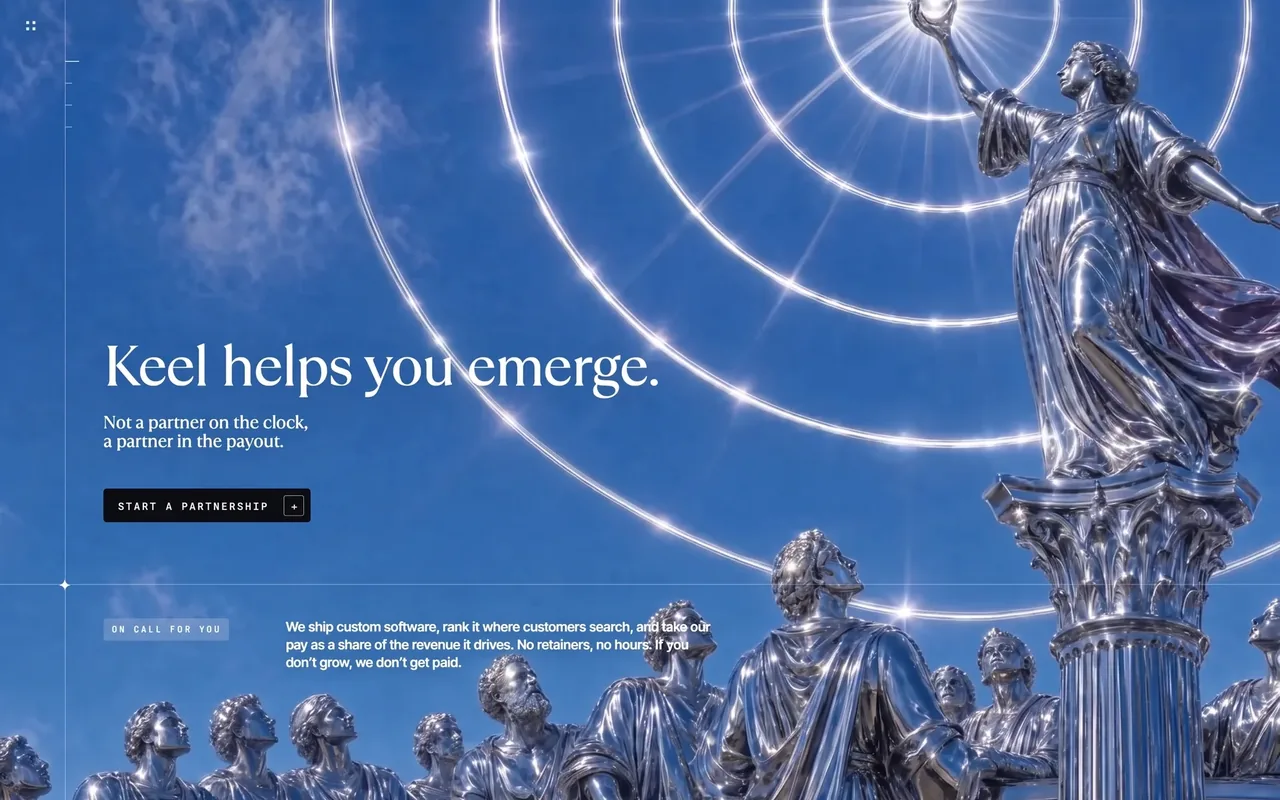 Keel helps you emerge.
Not a partner on the clock,
a partner in the payout.
START A PARTNERSHIP +
ON CALL FOR YOU
We ship custom software, rank it where customers search, and take our
pay as a share of the revenue it drives. No retainers, no hours. If you
don’t grow, we don’t get paid.